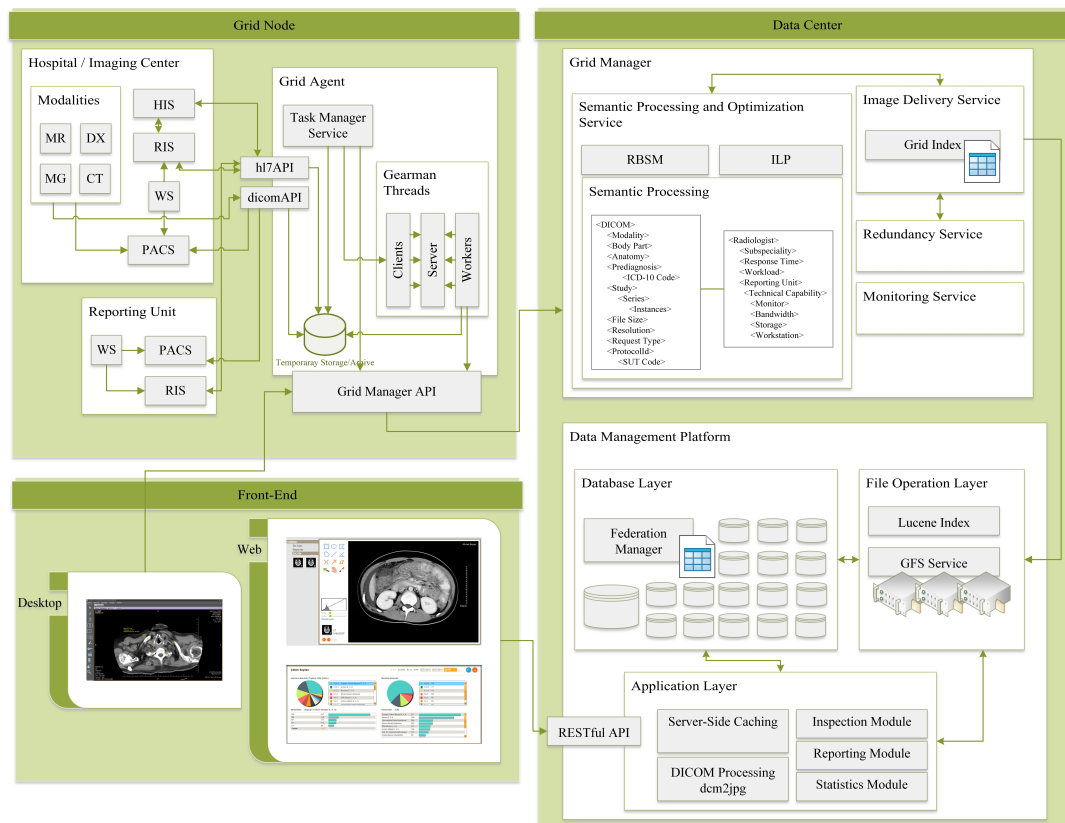 Grid Node
Hospital / Imaging Center
Modalities
MR
DX
MG
CT
HIS
RIS
WS
PACS
Reporting Unit
WS
PACS
RIS
Grid Agent
Task Manager
Service
hl7API
dicomAPI
Gearman
Threads
Clients
Server
Workers
Temporaray Storage/Arrive
Grid Manager API
Front-End
Desktop
Web
Data Center
Grid Manager
Semantic Processing and Optimization
Service
RBSM
ILP
Semantic Processing
<DICOM>
<Modality>
<Body Part>
<Anatomy>
<Prediagnosis>
<ICD-10 Code>
<Study>
<Series>
<Instances>
<File Size>
<Resolution>
<Request Type>
<ProtocolId>
<SUT Code>
<Radiologist>
<Subspeciality>
<Response Time>
<Workload>
<Reporting Unit>
<Technical Capability>
<Monitor>
<Bandwidth>
<Storage>
<Workstation>
Image Delivery Service
Grid Index
Redundancy Service
Monitoring Service
Data Management Platform
Database Layer
Federation
Manager
File Operation Layer
Lucene Index
GFS Service
Application Layer
RESTful API
Server-Side Caching
DICOM Processing
dcm2jpg
Inspection Module
Reporting Module
Statistics Module